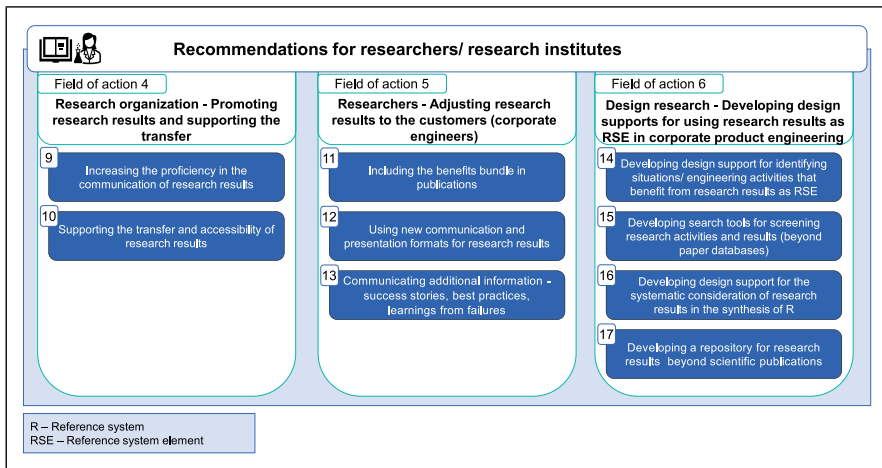 Recommendations for researchers/ research institutes
Field of action 4
Research organization - Promoting
research results and supporting the
transfer
9
Increasing the proficiency in the
communication of research results
10
Supporting the transfer and accessibility of
research results
Field of action 5
Researchers - Adjusting research
results to the customers (corporate
engineers)
11
Including the benefits bundle in
publications
12
Using new communication and
presentation formats for research results
13
Communicating additional information -
success stories, best practices,
learnings from failures
Field of action 6
Design research - Developing design
supports for using research results as
RSE in corporate product engineering
14
Developing design support for identifying
situations/ engineering activities that
benefit from research results as RSE
15
Developing search tools for screening
research activities and results (beyond
paper databases)
16
Developing design support for the
systematic consideration of research
results in the synthesis of R
17
Developing a repository for research
results beyond scientific publications
R – Reference system
RSE – Reference system element